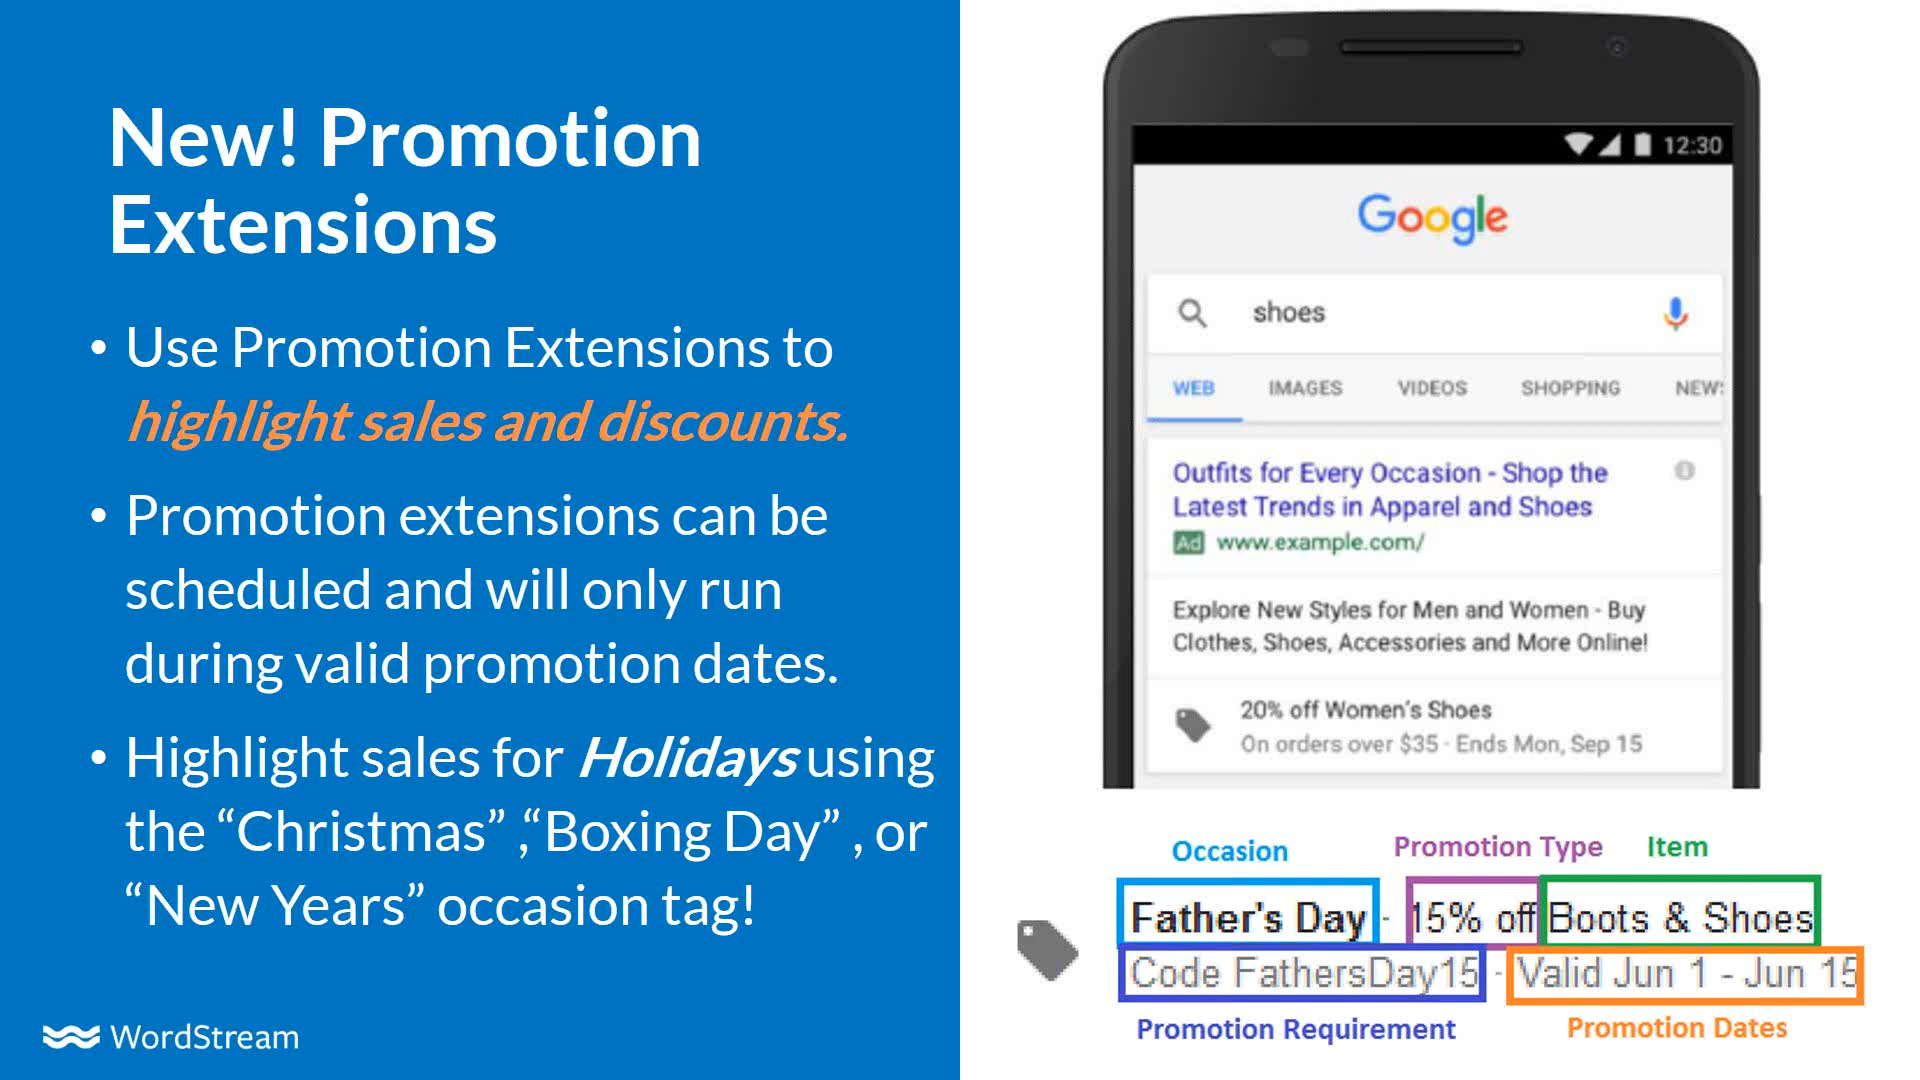 New! Promotion
Extensions
• Use Promotion Extensions to
highlight sales and discounts.
• Promotion extensions can be
scheduled and will only run
during valid promotion dates.
• Highlight sales for Holidays using
the “Christmas” ,“Boxing Day” , or
“New Years” occasion tag!
WordStream
12:30
Google
shoes
WEB IMAGES VIDEOS SHOPPING NEWS
Outfits for Every Occasion - Shop the
Latest Trends in Apparel and Shoes
Ad www.example.com/
Explore New Styles for Men and Women - Buy
Clothes, Shoes, Accessories and More Online!
20% off Women's Shoes
On orders over $35 · Ends Mon, Sep 15
Occasion Promotion Type Item
Father's Day - 15% off Boots & Shoes
Code FathersDay15 - Valid Jun 1 - Jun 15
Promotion Requirement Promotion Dates